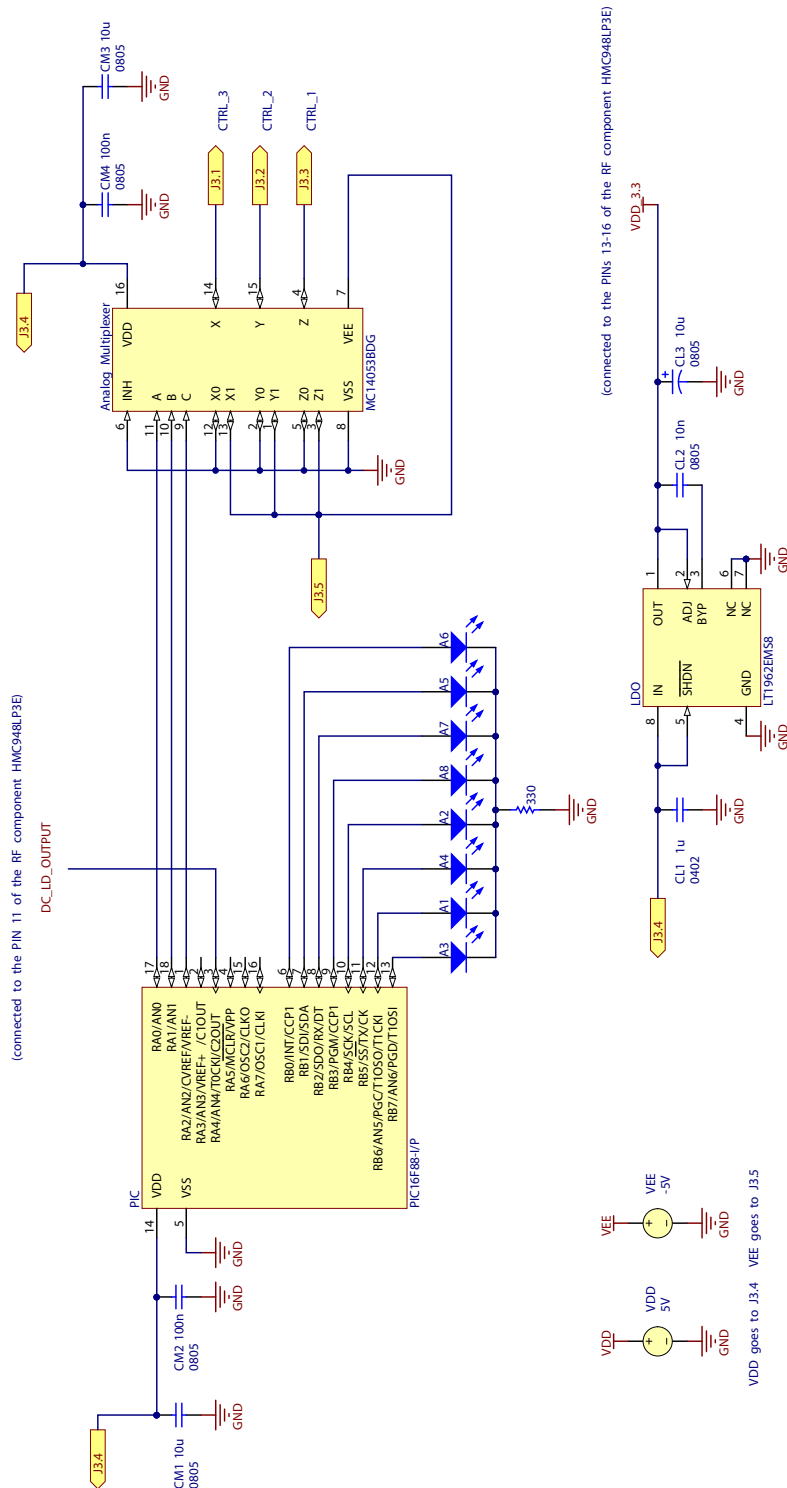 (connected to the PIN 11 of the RF component HMC948LP3E)
DC_LD_OUTPUT
J3.4
CM1 10u
0805
GND
CM2 100n
0805
GND
GND
PIC
14
VDD
5
VSS
RA0/AN0
17
RA1/AN1
18
RA2/AN2/CVREF/VREF-
1
RA3/AN3/VREF+ /C1OUT
2
RA4/AN4/T0CKI/C2OUT
3
RA5/MCLR/VPP
4
RA6/OSC2/CLKO
15
RA7/OSC1/CLKI
16
RB0/INT/CCP1
6
RB1/SDI/SDA
7
RB2/SDO/RX/DT
8
RB3/PGM/CCP1
9
RB4/SCK/SCL
10
RB5/SS/TX/CK
11
RB6/AN5/PGC/T1OSO/T1CKI
12
RB7/AN6/PGD/T1OSI
13
PIC16F88-I/P
A3
A1
A4
A2
A8
A7
A5
A6
330
GND
J3.4
CM4 100n
0805
GND
CM3 10u
0805
GND
Analog Multiplexer
6
INH
11
A
10
B
9
C
12
X0
13
X1
2
Y0
1
Y1
5
Z0
3
Z1
8
VSS
16
VDD
14
X
15
Y
4
Z
7
VEE
MC14053BDG
J3.1
CTRL_3
J3.2
CTRL_2
J3.3
CTRL_1
GND
J3.5
VDD
VDD
5V
+
-
GND
VEE
VEE
-5V
+
-
GND
VDD goes to J3.4 VEE goes to J3.5
(connected to the PINs 13-16 of the RF component HMC948LP3E)
VDD_3.3
J3.4
CL1 1u
0402
GND
LDO
8
IN
5
SHDN
4
GND
1
OUT
2
ADJ
3
BYP
6
NC
7
NC
LT1962EMS8
GND
GND
CL2 10n
0805
+
CL3 10u
0805
GND